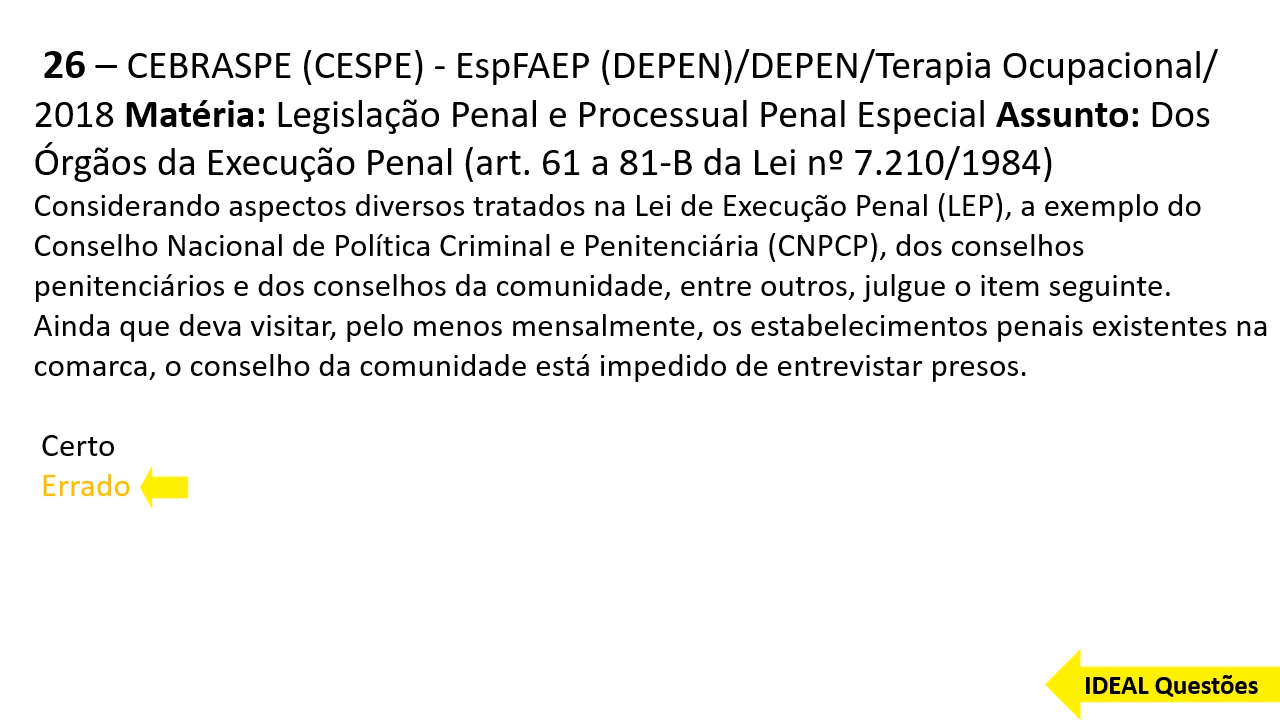 26 – CEBRASPE (CESPE) - EspFAEP (DEPEN)/DEPEN/Terapia Ocupacional/
2018 Matéria: Legislação Penal e Processual Penal Especial Assunto: Dos
Órgãos da Execução Penal (art. 61 a 81-B da Lei nº 7.210/1984)
Considerando aspectos diversos tratados na Lei de Execução Penal (LEP), a exemplo do
Conselho Nacional de Política Criminal e Penitenciária (CNPCP), dos conselhos
penitenciários e dos conselhos da comunidade, entre outros, julgue o item seguinte.
Ainda que deva visitar, pelo menos mensalmente, os estabelecimentos penais existentes na
comarca, o conselho da comunidade está impedido de entrevistar presos.
Certo
Errado
IDEAL Questões